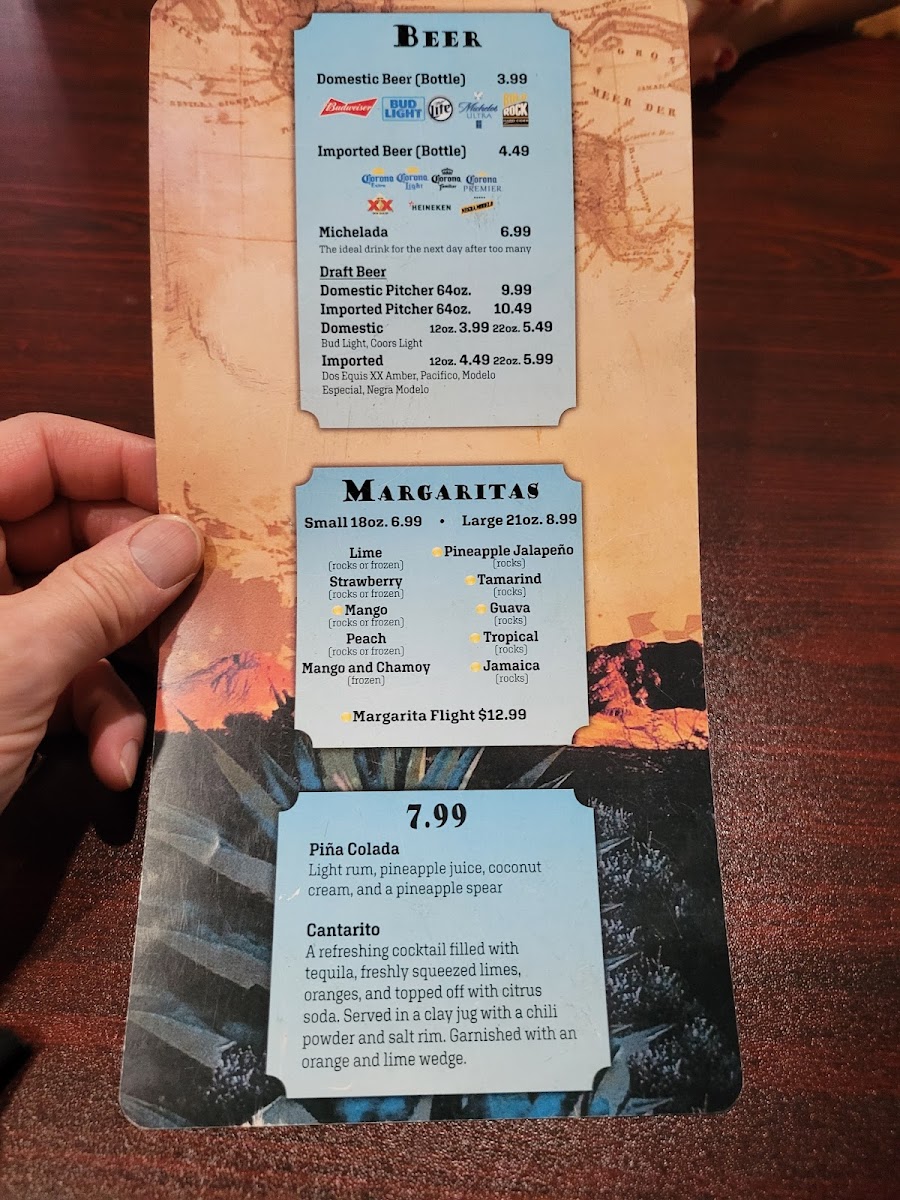 BEER
Domestic Beer (Bottle) 3.99
Budweiser BUD LIGHT Lite Michelob ULTRA ROCK
Imported Beer (Bottle) 4.49
Corona Extra Corona Light Corona Familiar Corona PREMIER
XX HEINEKEN NEGRA MODELO
Michelada 6.99
The ideal drink for the next day after too many
Draft Beer
Domestic Pitcher 64oz. 9.99
Imported Pitcher 64oz. 10.49
Domestic 12oz. 3.99 22oz. 5.49
Bud Light, Coors Light
Imported 12oz. 4.49 22oz. 5.99
Dos Equis XX Amber, Pacifico, Modelo
Especial, Negra Modelo
MARGARITAS
Small 18oz. 6.99 • Large 21oz. 8.99
Lime
(rocks or frozen)
Strawberry
(rocks or frozen)
Mango
(rocks or frozen)
Peach
(rocks or frozen)
Mango and Chamoy
(frozen)
Pineapple Jalapeño
(rocks)
Tamarind
(rocks)
Guava
(rocks)
Tropical
(rocks)
Jamaica
(rocks)
Margarita Flight $12.99
7.99
Piña Colada
Light rum, pineapple juice, coconut
cream, and a pineapple spear
Cantarito
A refreshing cocktail filled with
tequila, freshly squeezed limes,
oranges, and topped off with citrus
soda. Served in a clay jug with a chili
powder and salt rim. Garnished with an
orange and lime wedge.
MEER DER